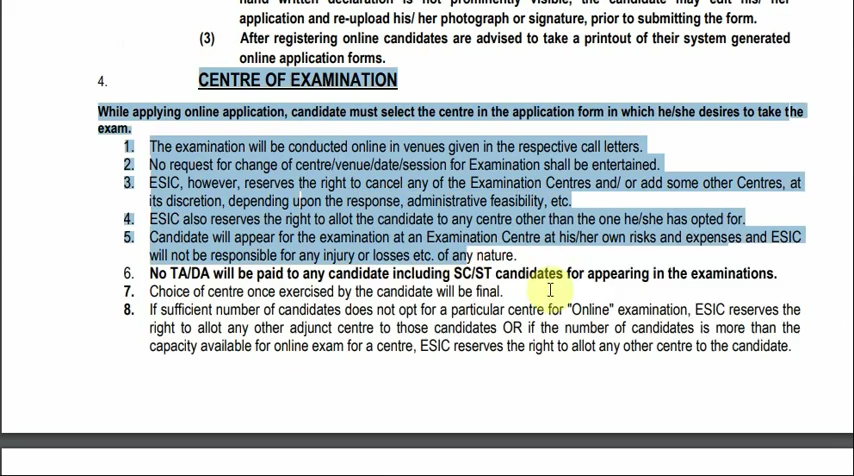 application and re-upload his/ her photograph or signature, prior to submitting the form.
(3) After registering online candidates are advised to take a printout of their system generated
online application forms.
4. CENTRE OF EXAMINATION
While applying online application, candidate must select the centre in the application form in which he/she desires to take the
exam.
1. The examination will be conducted online in venues given in the respective call letters.
2. No request for change of centre/venue/date/session for Examination shall be entertained.
3. ESIC, however, reserves the right to cancel any of the Examination Centres and/ or add some other Centres, at
its discretion, depending upon the response, administrative feasibility, etc.
4. ESIC also reserves the right to allot the candidate to any centre other than the one he/she has opted for.
5. Candidate will appear for the examination at an Examination Centre at his/her own risks and expenses and ESIC
will not be responsible for any injury or losses etc. of any nature.
6. No TA/DA will be paid to any candidate including SC/ST candidates for appearing in the examinations.
7. Choice of centre once exercised by the candidate will be final.
8. If sufficient number of candidates does not opt for a particular centre for "Online" examination, ESIC reserves the
right to allot any other adjunct centre to those candidates OR if the number of candidates is more than the
capacity available for online exam for a centre, ESIC reserves the right to allot any other centre to the candidate.